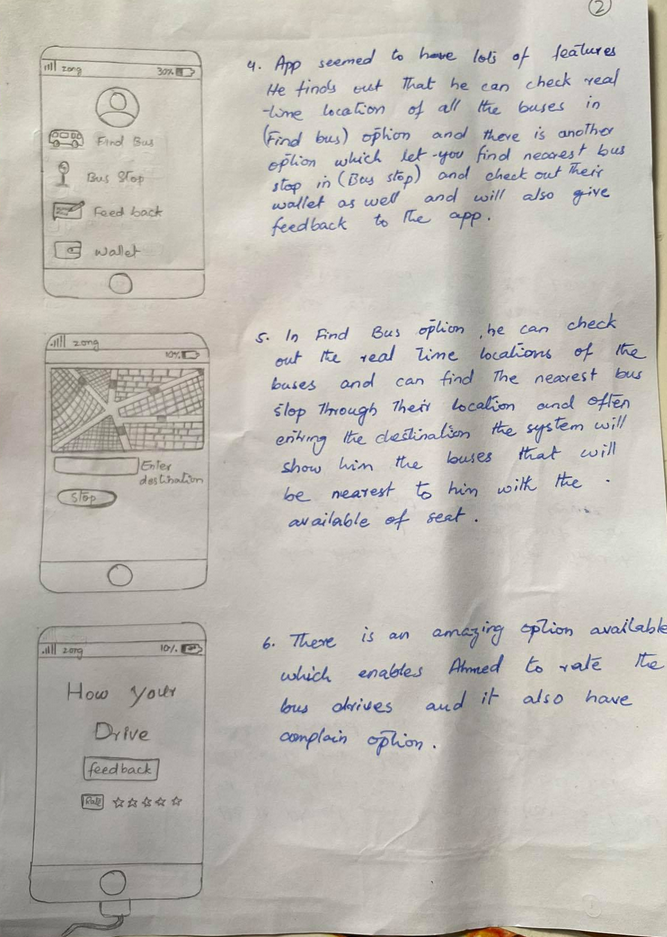 2
zong 30%
Find Bus
Bus Stop
Feed back
Wallet
4. App seemed to have lots of features
He finds out That he can check real
-time location of all the buses in
(Find bus) option and there is another
option which let-you find nearest bus
stop in (Bus stop) and check out Their
wallet as well and will also give
feedback to The app.
zong
10%
Enter
destination
Stop
5. In Find Bus option, he can check
out the real Time locations of the
buses and can find The nearest bus
stop Through Their location and often
entring the destination the system will
show him the buses that will
be nearest to him with the .
available of seat.
zong 10%
How your
Drive
feedback
Rate
6. There is an amazing option available
which enables Ahmed to rate the
bus drives and it also have
complain option.